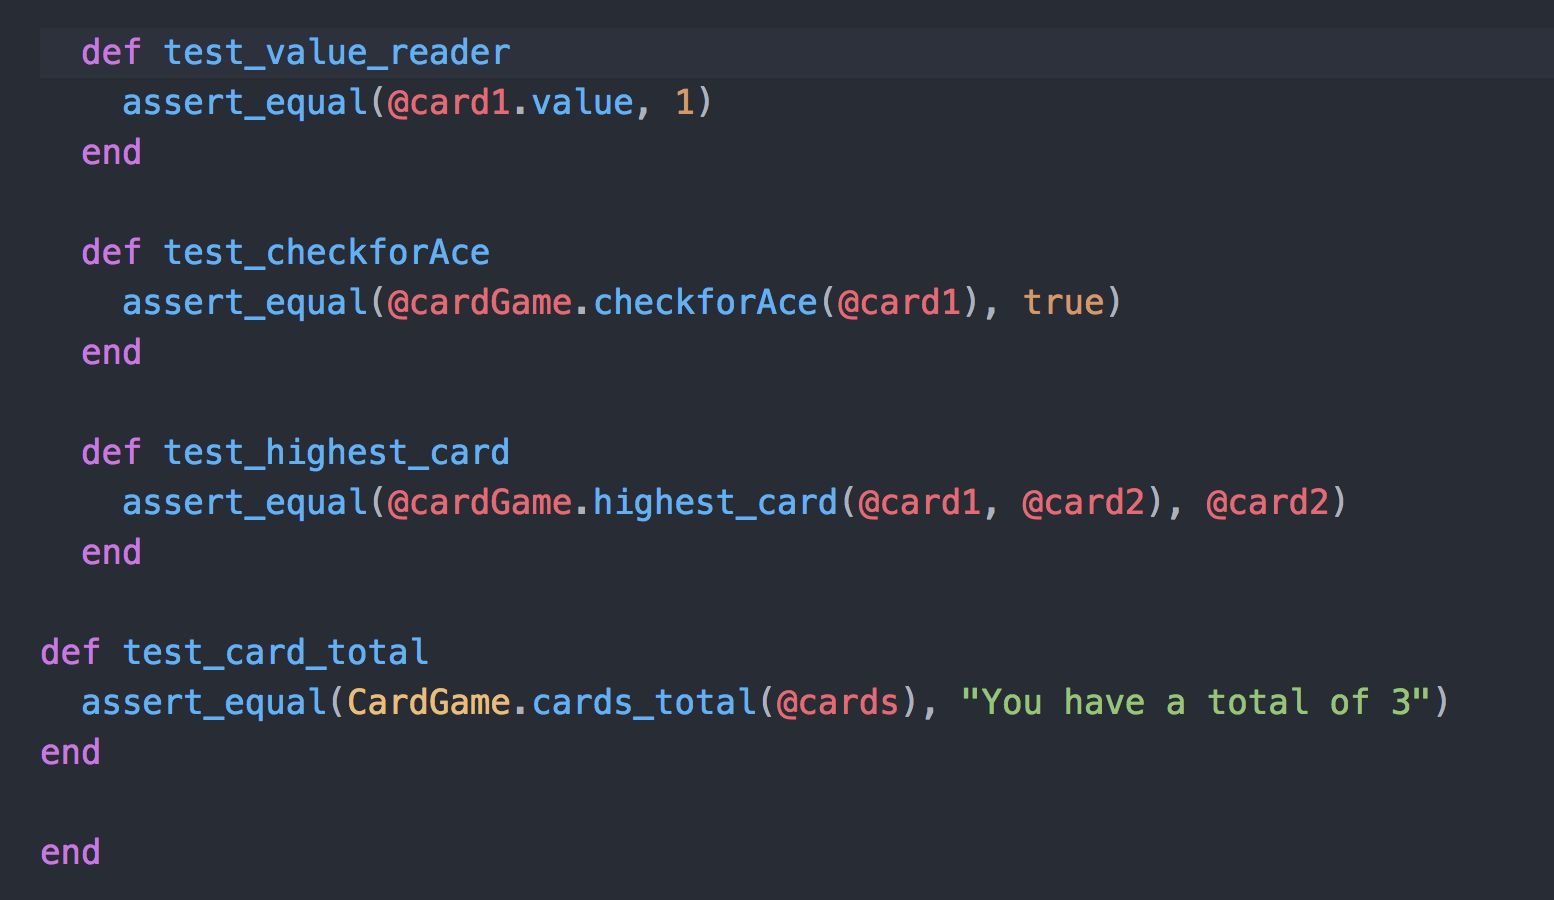 def test_value_reader
assert_equal(@card1.value, 1)
end
def test_checkforAce
assert_equal(@cardGame.checkforAce(@card1), true)
end
def test_highest_card
assert_equal(@cardGame.highest_card(@card1, @card2), @card2)
end
def test_card_total
assert_equal(CardGame.cards_total(@cards), "You have a total of 3")
end
end